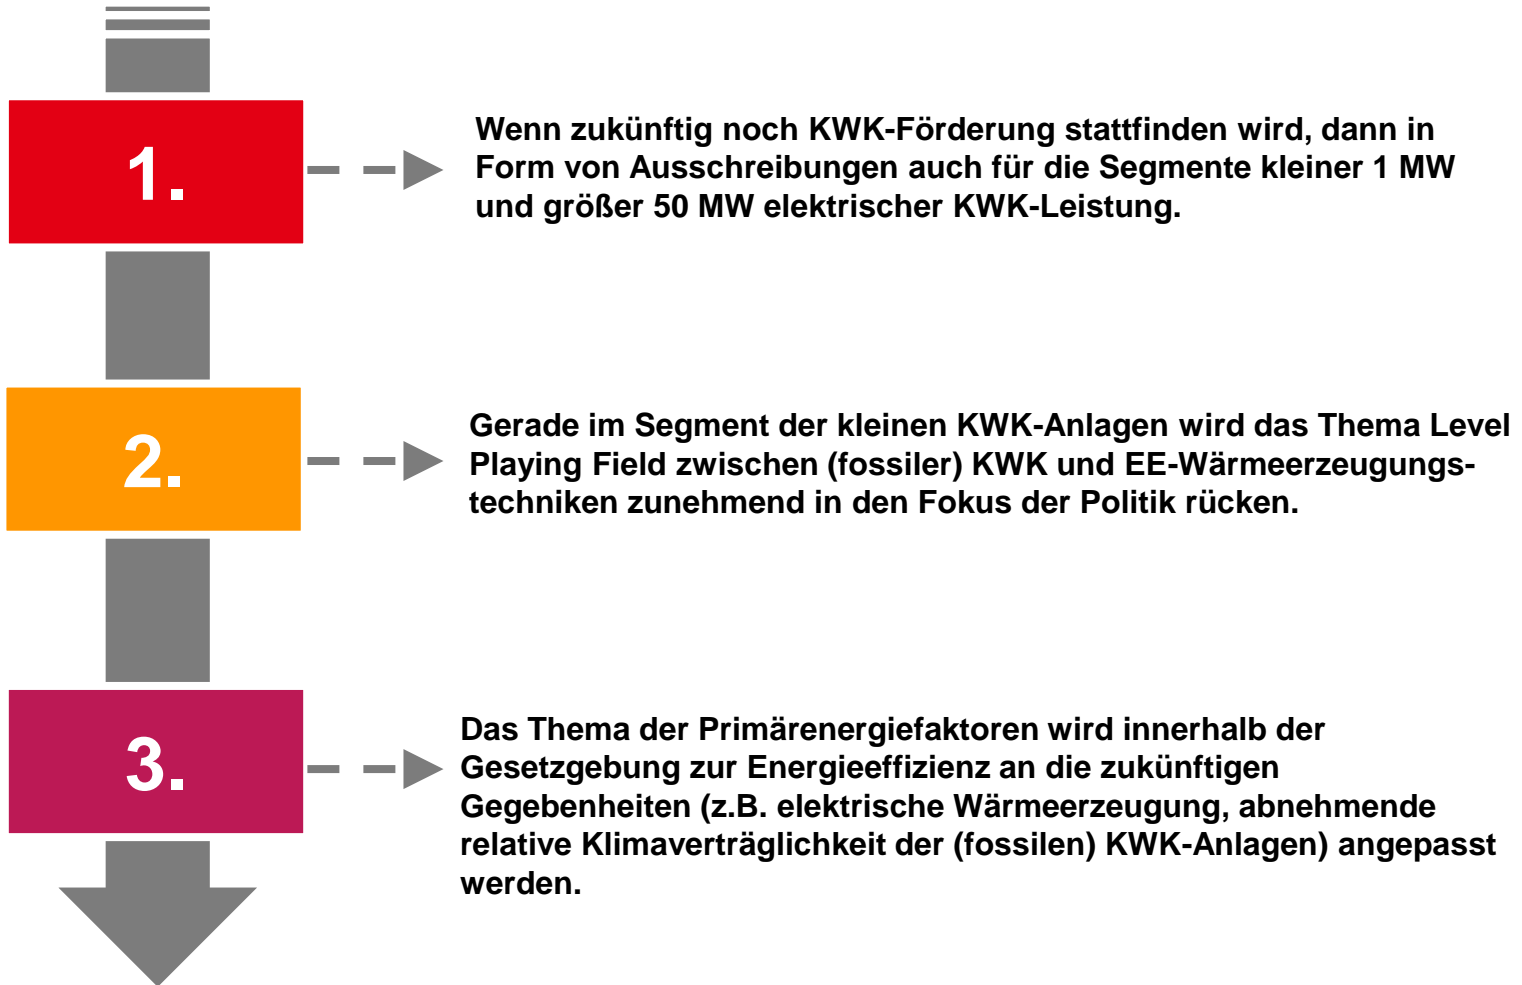 1.
Wenn zukünftig noch KWK-Förderung stattfinden wird, dann in
Form von Ausschreibungen auch für die Segmente kleiner 1 MW
und größer 50 MW elektrischer KWK-Leistung.
2.
Gerade im Segment der kleinen KWK-Anlagen wird das Thema Level
Playing Field zwischen (fossiler) KWK und EE-Wärmeerzeugungs-
techniken zunehmend in den Fokus der Politik rücken.
3.
Das Thema der Primärenergiefaktoren wird innerhalb der
Gesetzgebung zur Energieeffizienz an die zukünftigen
Gegebenheiten (z.B. elektrische Wärmeerzeugung, abnehmende
relative Klimaverträglichkeit der (fossilen) KWK-Anlagen) angepasst
werden.